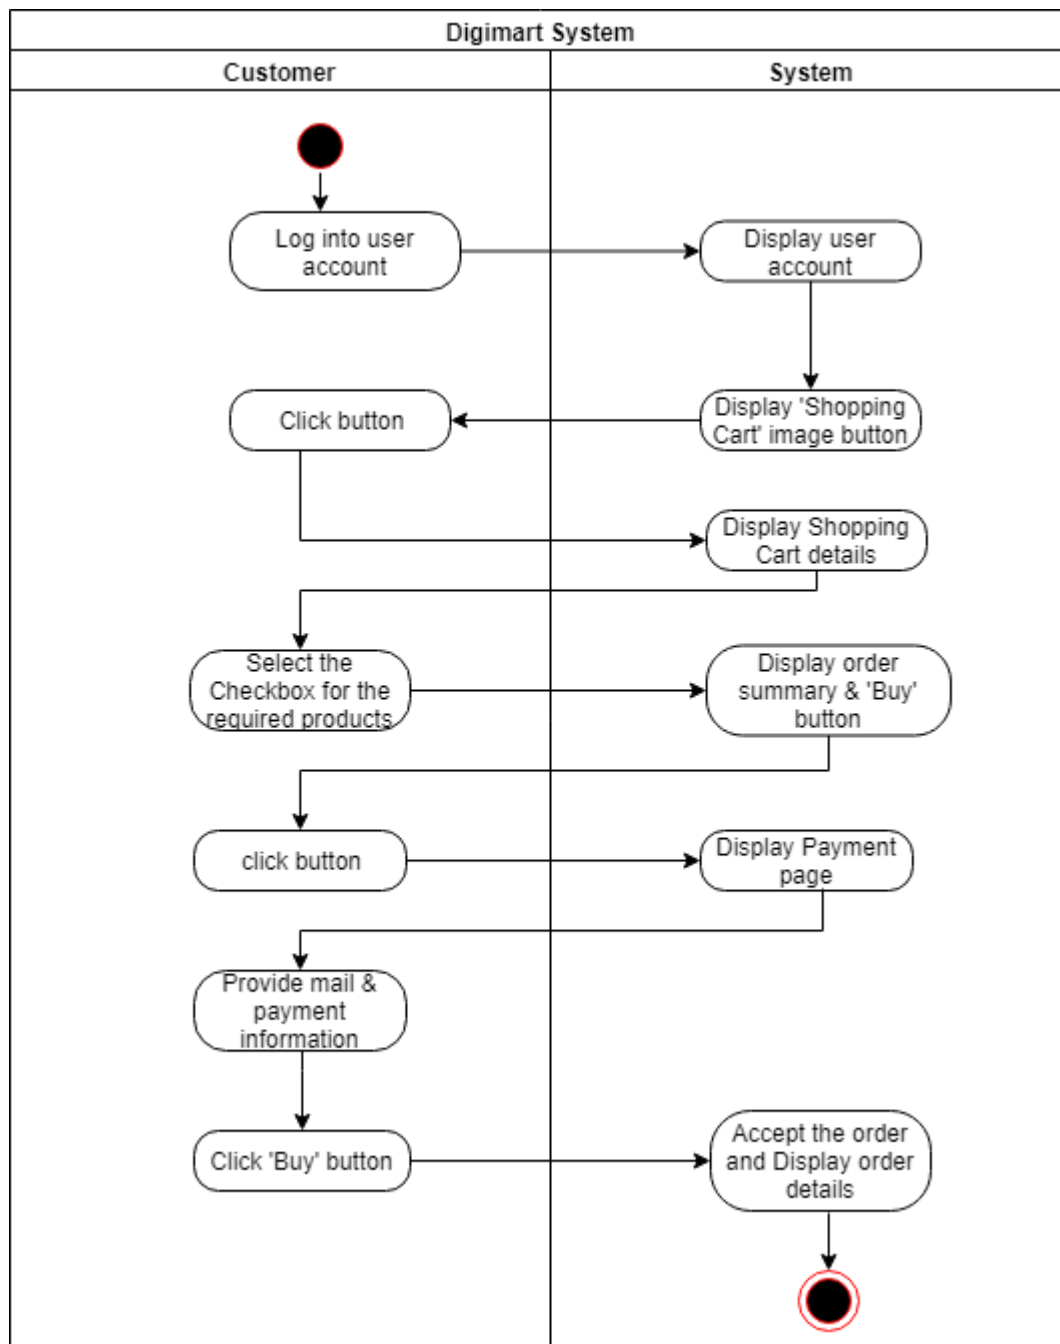 Digimart System
Customer
System
Log into user
account
Display user
account
Click button
Display 'Shopping
Cart' image button
Display Shopping
Cart details
Select the
Checkbox for the
required products
Display order
summary & 'Buy'
button
click button
Display Payment
page
Provide mail &
payment
information
Click 'Buy' button
Accept the order
and Display order
details